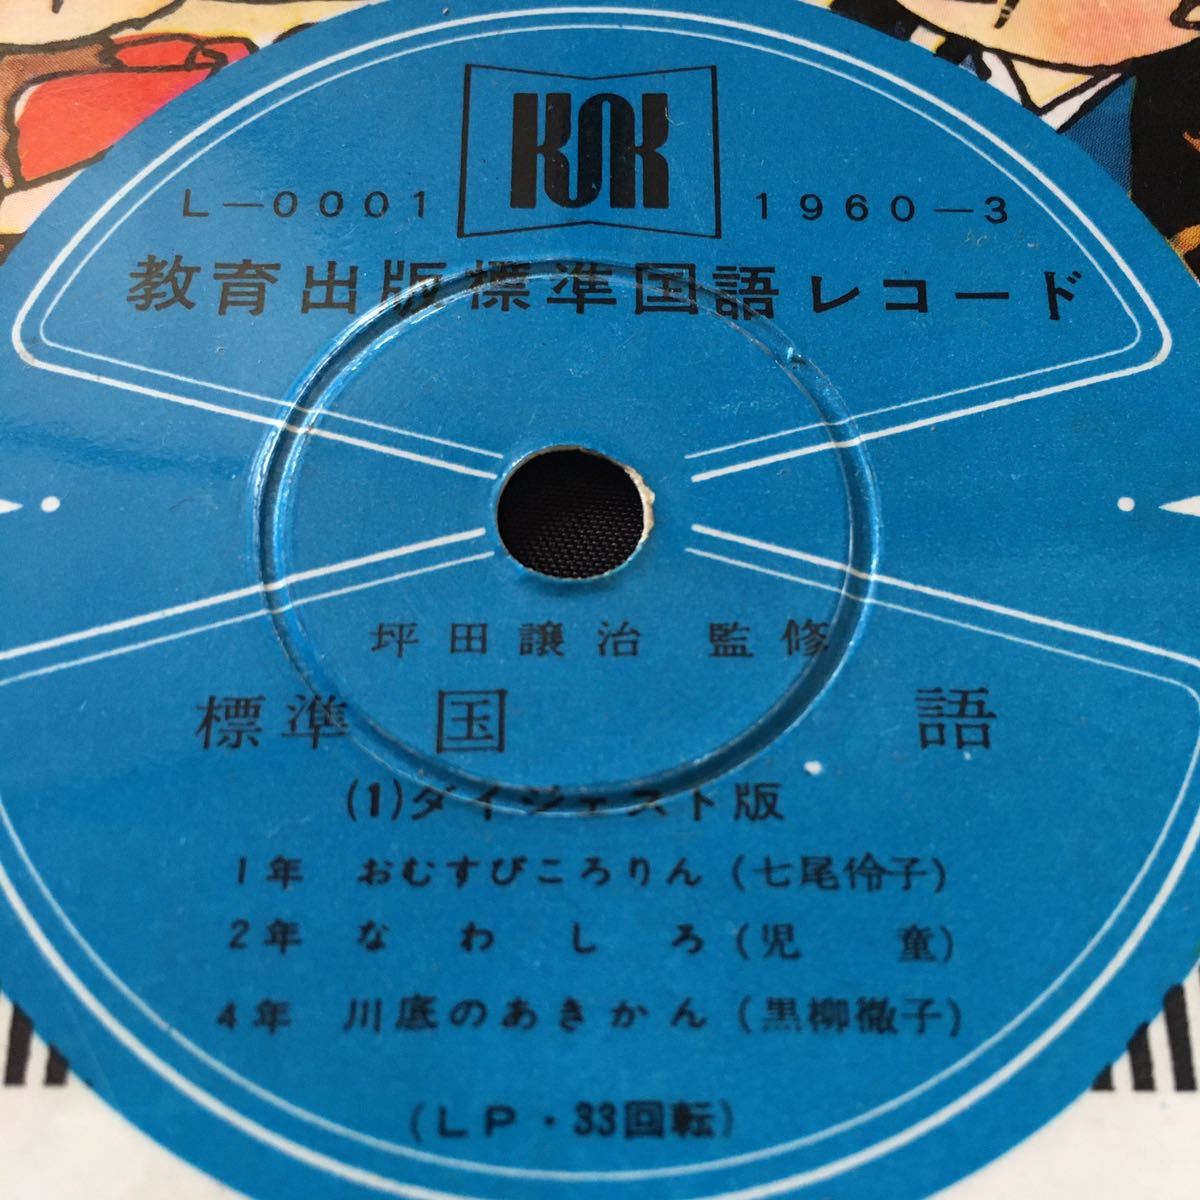 KSK
L-0001 1960-3
教育出版標準国語レコード
坪田譲治 監修
標準国語
(1)ダイジェスト版
1年 おむすびころりん(七尾伶子)
2年 なわしろ(児童)
4年 川底のあきかん(黒柳徹子)
(LP・33回転)